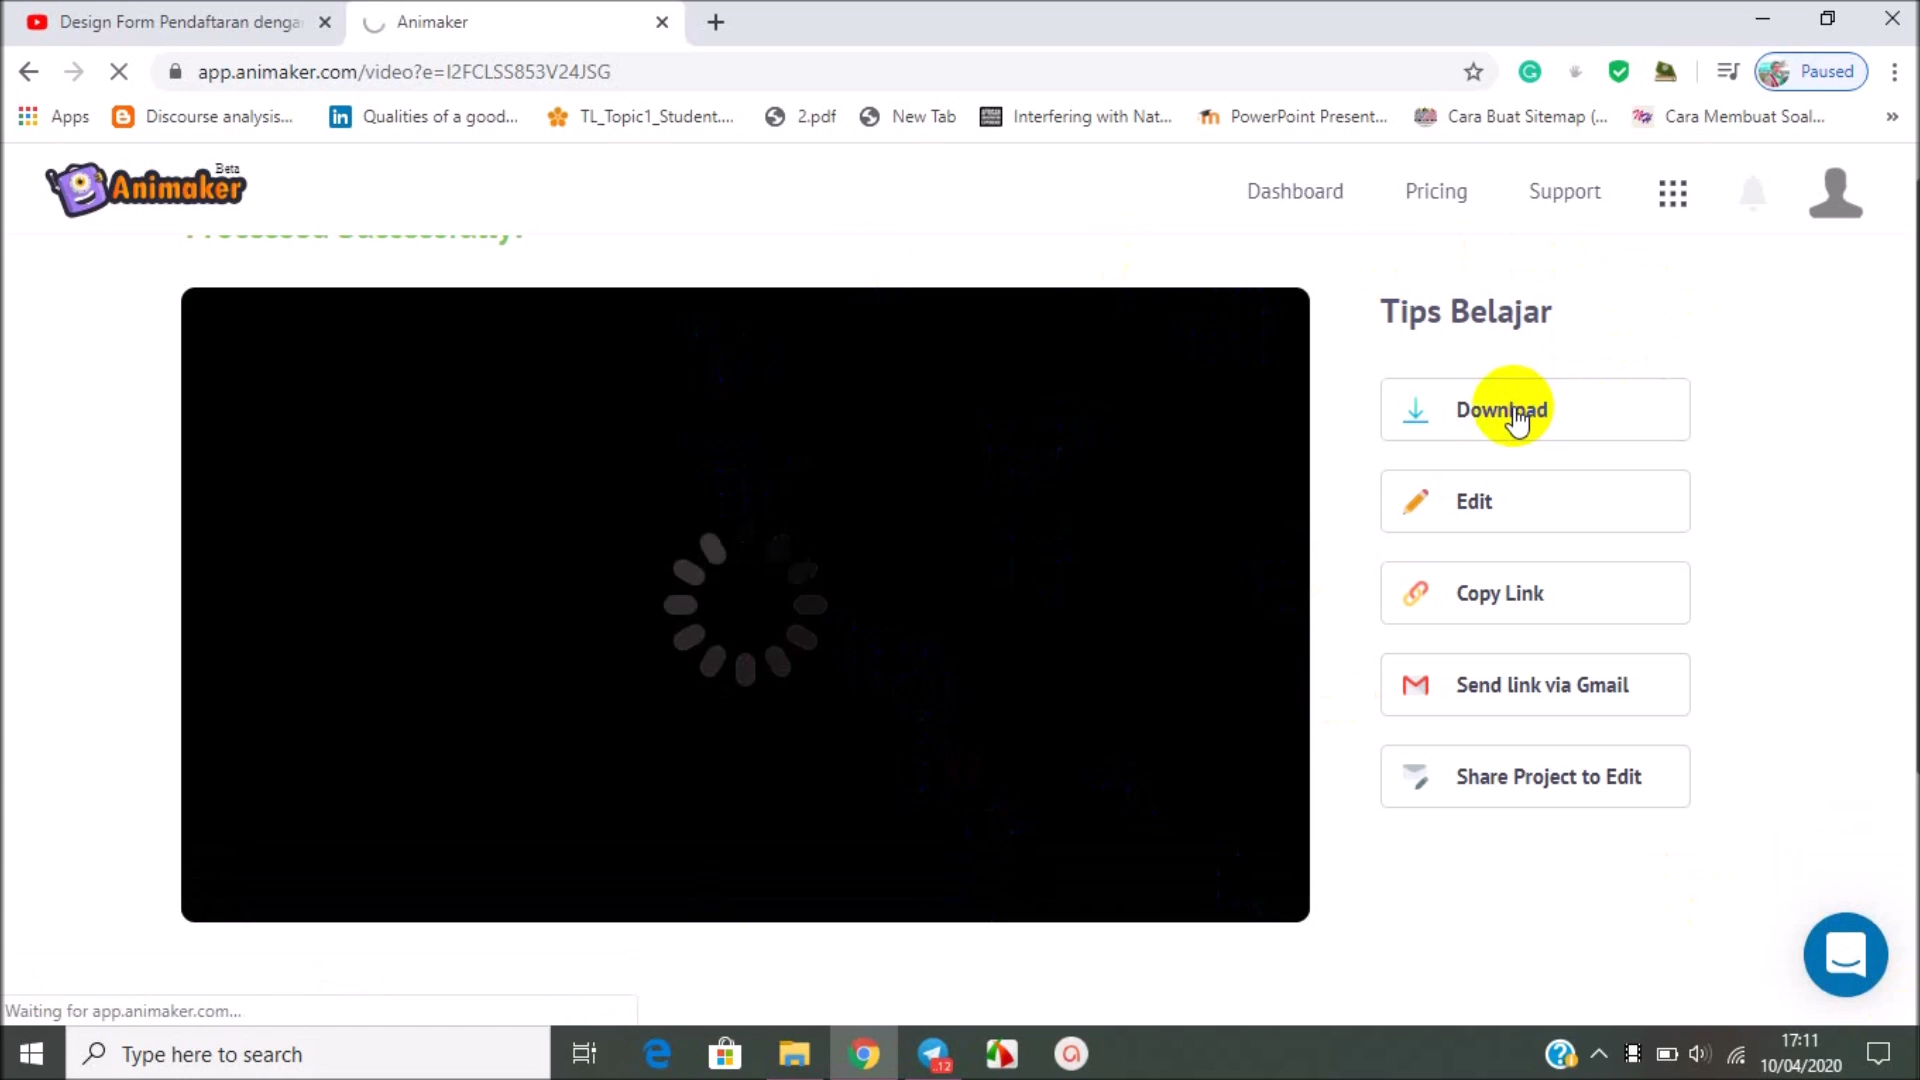 Design Form Pendaftaran denga
Animaker
app.animaker.com/video?e=I2FCLSS853V24JSG
Paused
Apps
Discourse analysis...
Qualities of a good...
TL_Topic1_Student....
2.pdf
New Tab
Interfering with Nat...
PowerPoint Present...
Cara Buat Sitemap (...
Cara Membuat Soal...
»
Animaker
Beta
Dashboard
Pricing
Support
Processed Successfully!
Tips Belajar
Download
Edit
Copy Link
Send link via Gmail
Share Project to Edit
Waiting for app.animaker.com...
Type here to search
12
17:11
10/04/2020